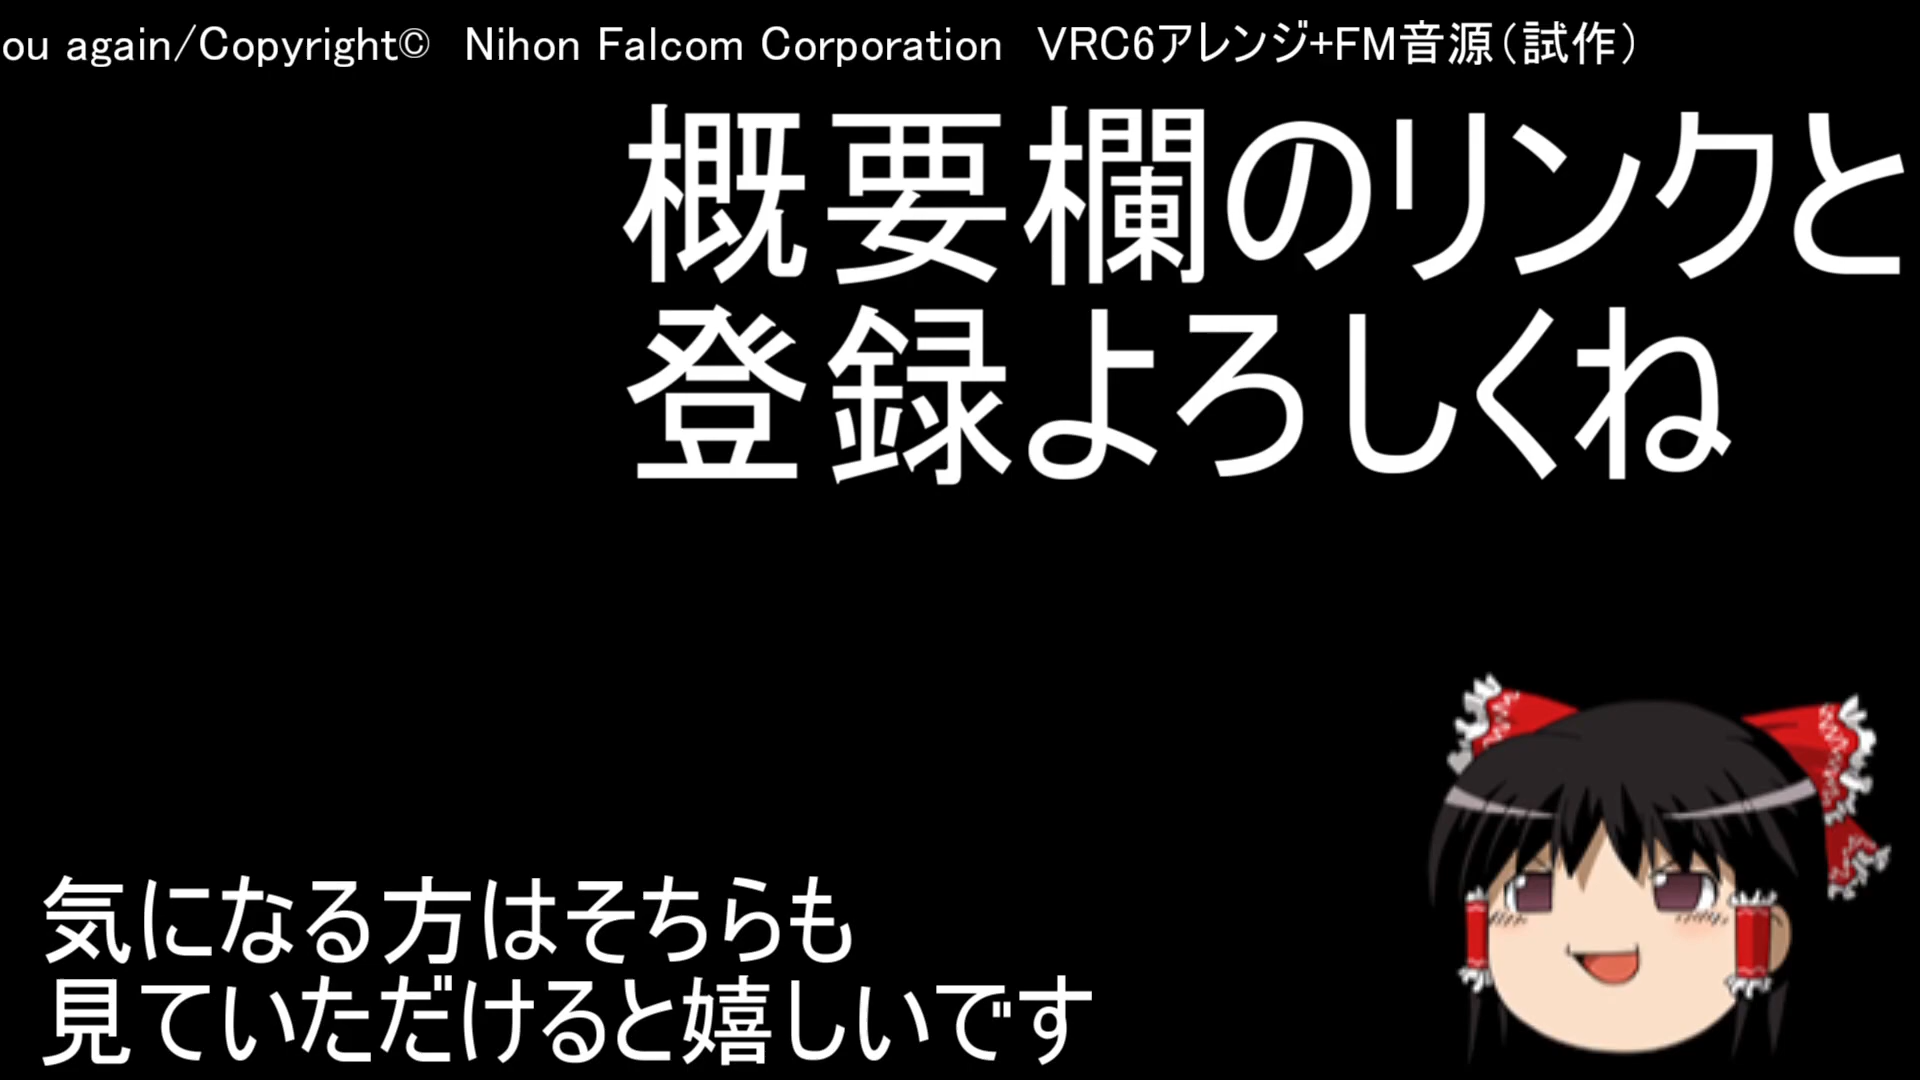 ou again/Copyright© Nihon Falcom Corporation VRC6アレンジ+FM音源(試作)
概要欄のリンクと
登録よろしくね
気になる方はそちらも
見ていただけると嬉しいです